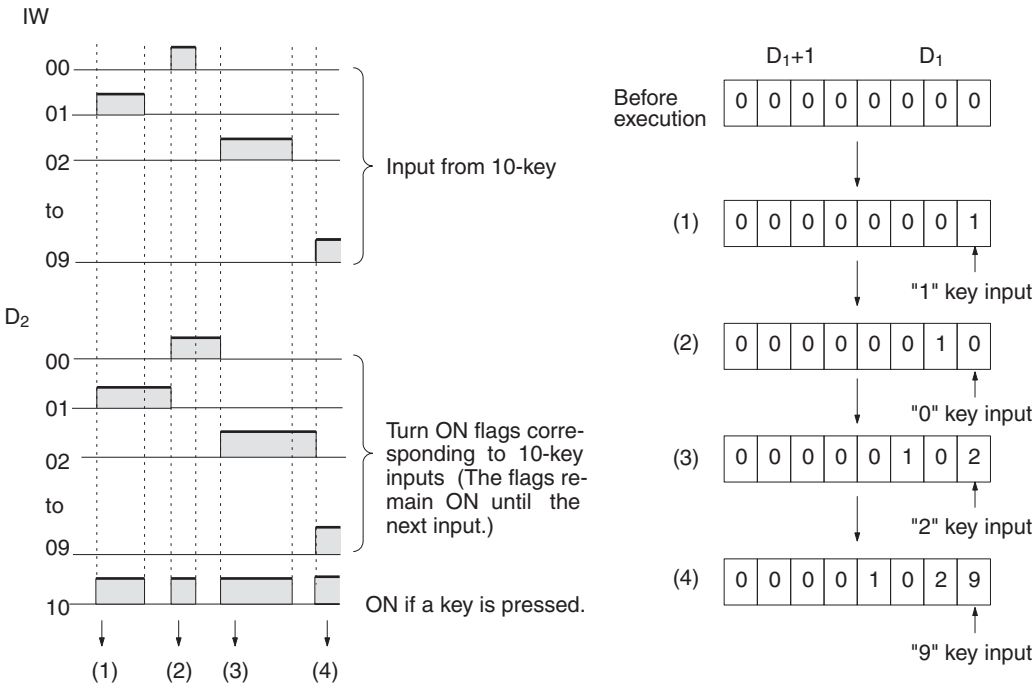 IW
00
01
02
to
09
Input from 10-key
D2
00
01
02
to
09
Turn ON flags corre-
sponding to 10-key
inputs (The flags re-
main ON until the
next input.)
10
ON if a key is pressed.
(1) (2) (3) (4)
D1+1 D1
Before
execution
0 0 0 0 0 0 0 0
(1) 0 0 0 0 0 0 0 1
"1" key input
(2) 0 0 0 0 0 0 1 0
"0" key input
(3) 0 0 0 0 0 1 0 2
"2" key input
(4) 0 0 0 0 1 0 2 9
"9" key input